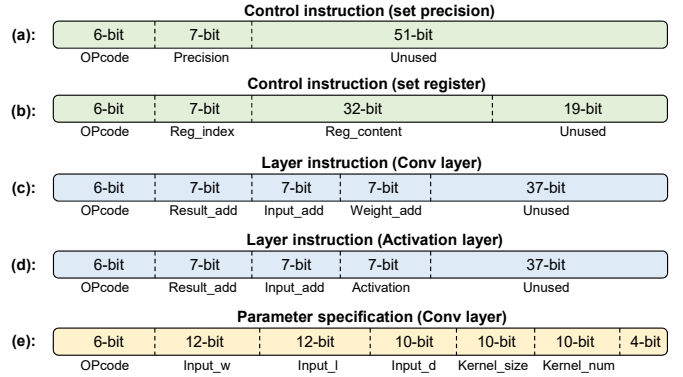 Control instruction (set precision)
(a): 6-bit 7-bit 51-bit
OPcode Precision Unused
Control instruction (set register)
(b): 6-bit 7-bit 32-bit 19-bit
OPcode Reg_index Reg_content Unused
Layer instruction (Conv layer)
(c): 6-bit 7-bit 7-bit 7-bit 37-bit
OPcode Result_add Input_add Weight_add Unused
Layer instruction (Activation layer)
(d): 6-bit 7-bit 7-bit 7-bit 37-bit
OPcode Result_add Input_add Activation Unused
Parameter specification (Conv layer)
(e): 6-bit 12-bit 12-bit 10-bit 10-bit 10-bit 4-bit
OPcode Input_w Input_l Input_d Kernel_size Kernel_num